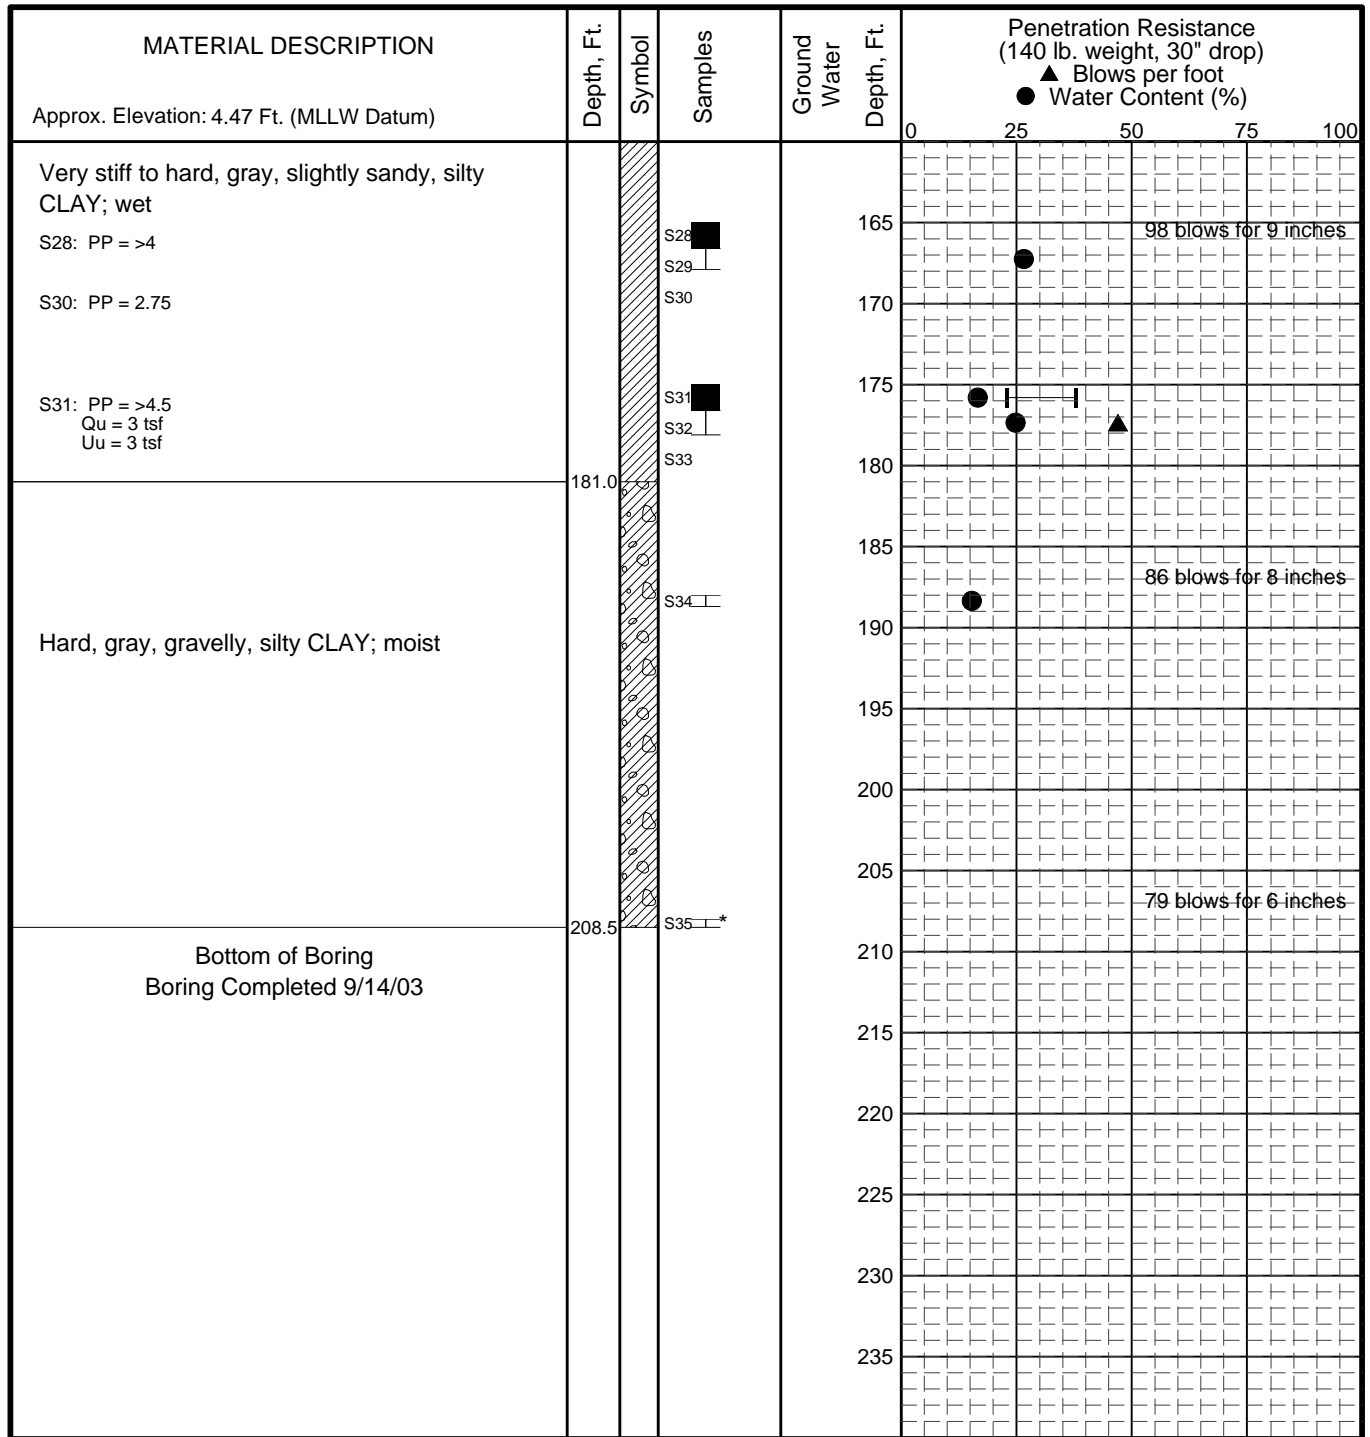 MATERIAL DESCRIPTION
Approx. Elevation: 4.47 Ft. (MLLW Datum)
Depth, Ft.
Symbol
Samples
Ground
Water
Depth, Ft.
Penetration Resistance
(140 lb. weight, 30" drop)
▲ Blows per foot
● Water Content (%)
0 25 50 75 100
Very stiff to hard, gray, slightly sandy, silty
CLAY; wet
S28: PP = >4
S30: PP = 2.75
S31: PP = >4.5
Qu = 3 tsf
Uu = 3 tsf
Hard, gray, gravelly, silty CLAY; moist
Bottom of Boring
Boring Completed 9/14/03
181.0
208.5
S28
S29
S30
S31
S32
S33
S34
S35 *
165
170
175
180
185
190
195
200
205
210
215
220
225
230
235
98 blows for 9 inches
86 blows for 8 inches
79 blows for 6 inches